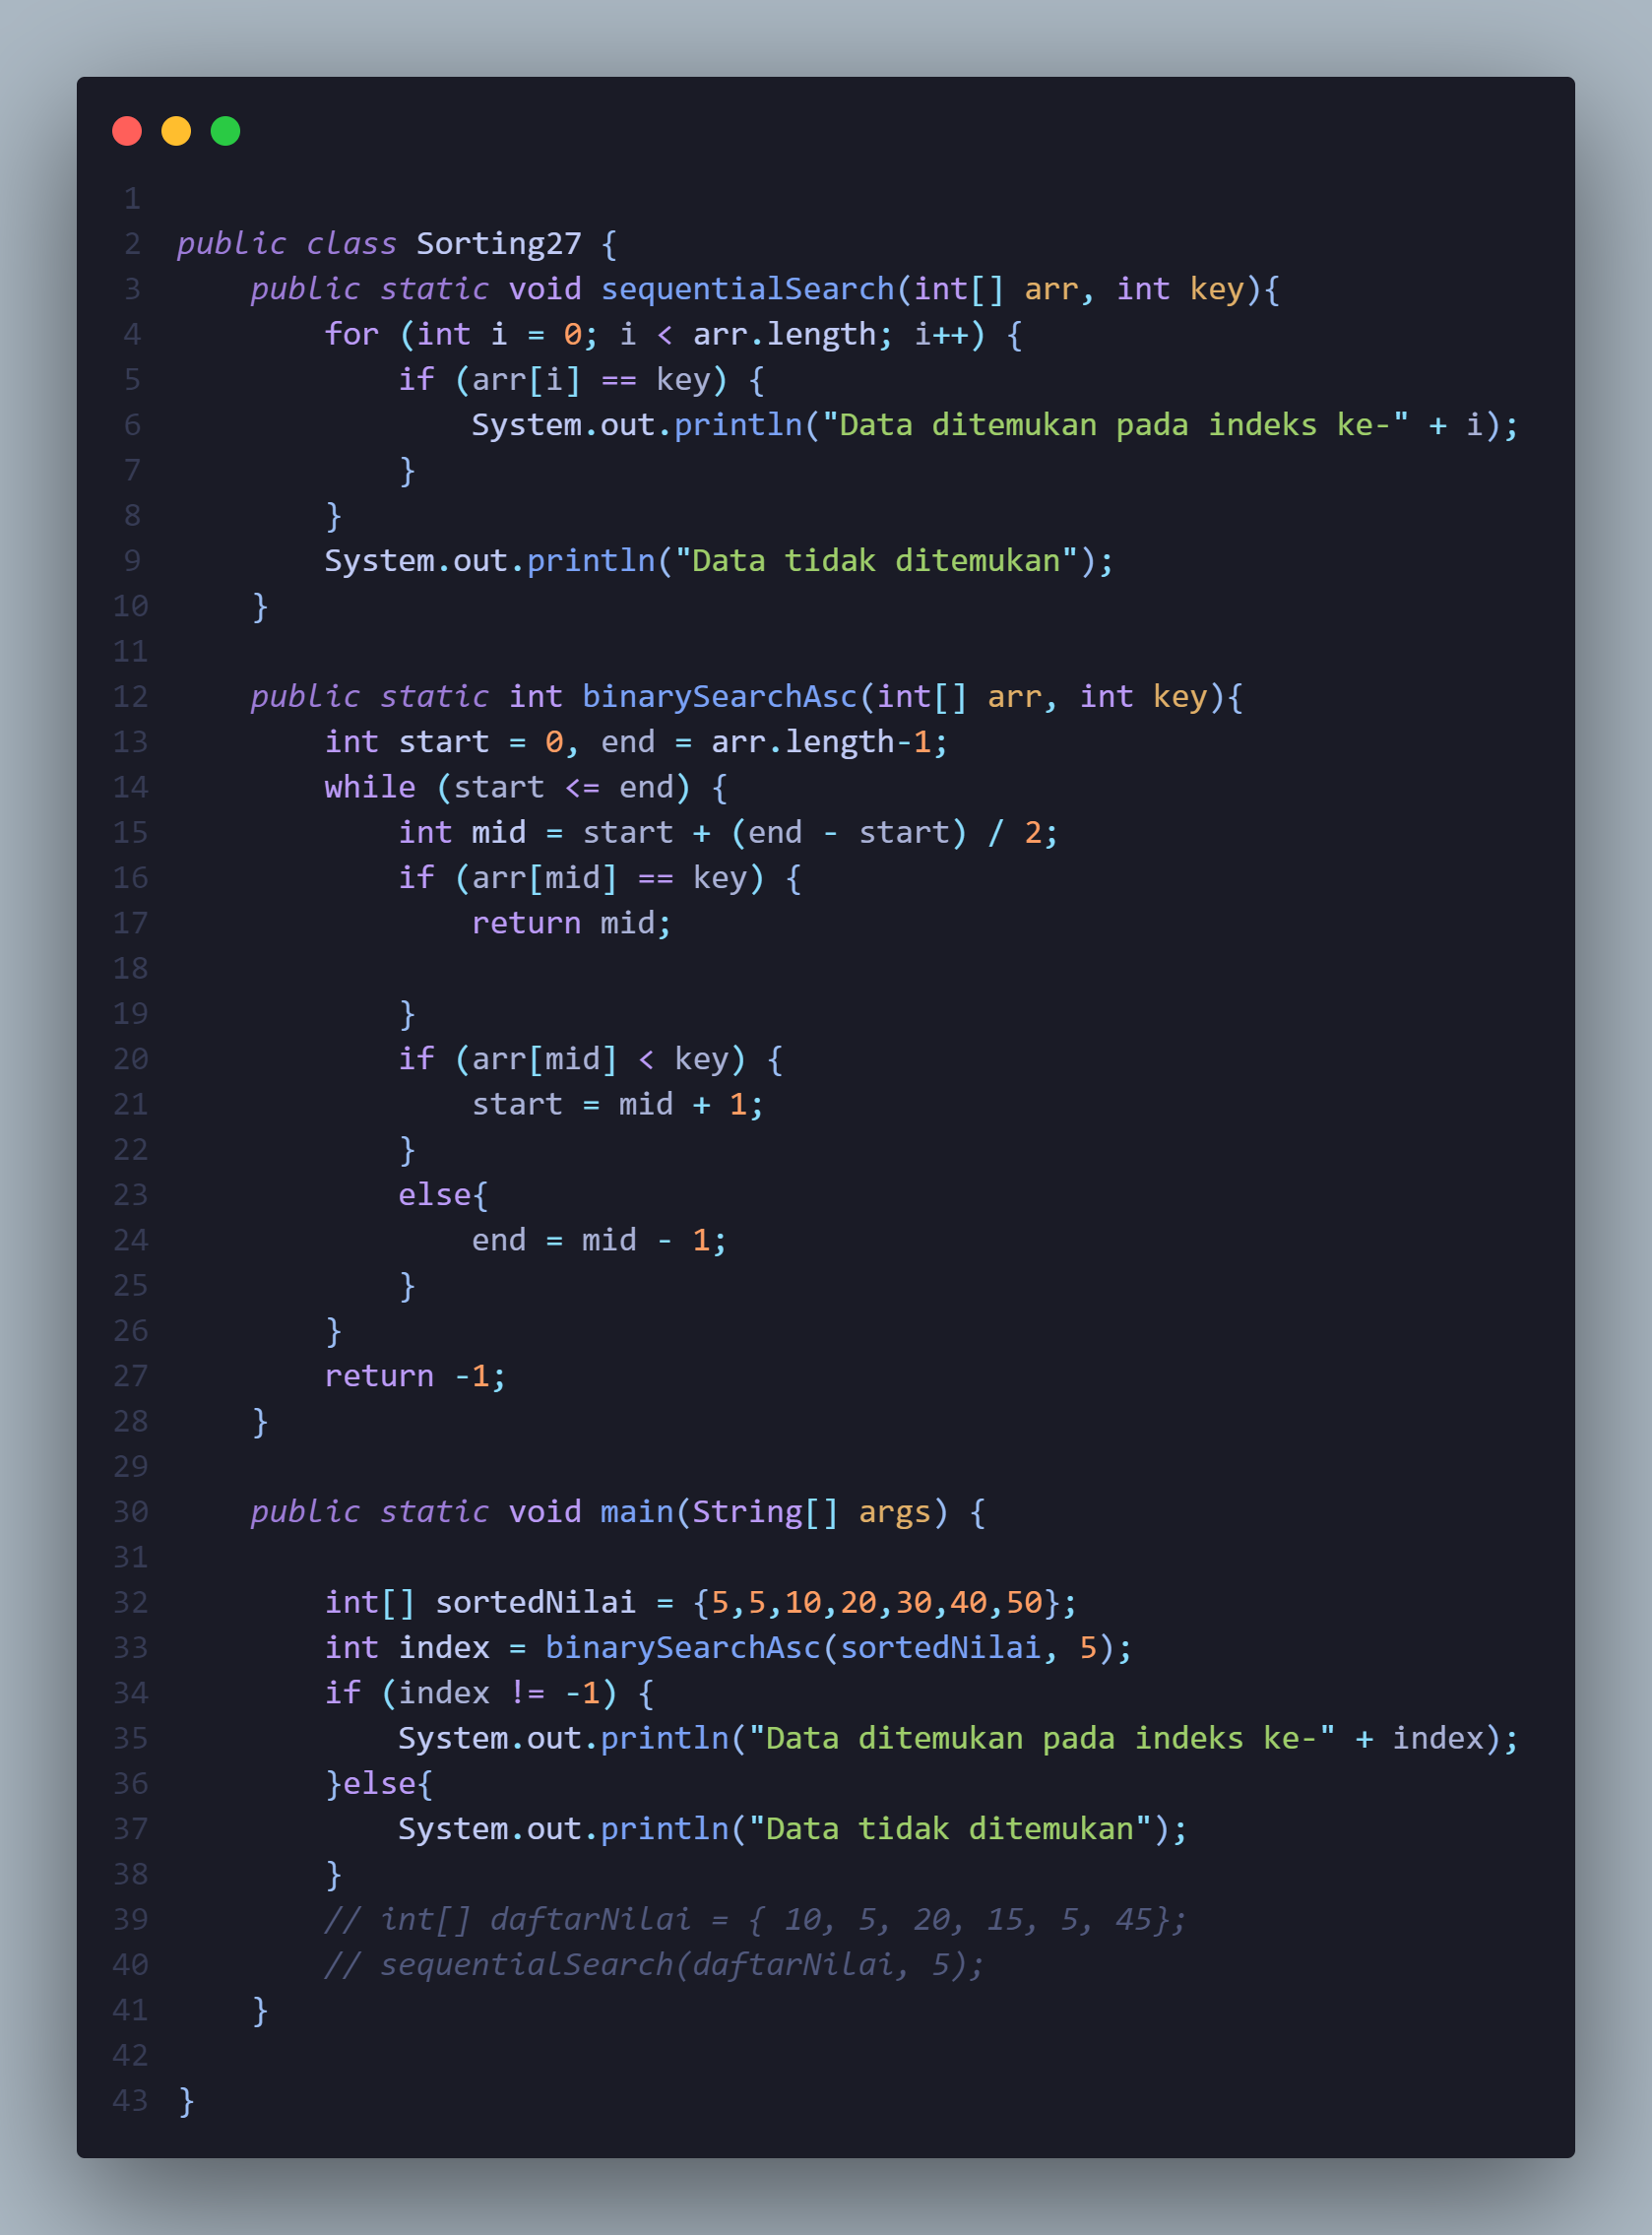 1
2 public class Sorting27 {
3     public static void sequentialSearch(int[] arr, int key){
4         for (int i = 0; i < arr.length; i++) {
5             if (arr[i] == key) {
6                 System.out.println("Data ditemukan pada indeks ke-" + i);
7             }
8         }
9         System.out.println("Data tidak ditemukan");
10     }
11
12     public static int binarySearchAsc(int[] arr, int key){
13         int start = 0, end = arr.length-1;
14         while (start <= end) {
15             int mid = start + (end - start) / 2;
16             if (arr[mid] == key) {
17                 return mid;
18
19             }
20             if (arr[mid] < key) {
21                 start = mid + 1;
22             }
23             else{
24                 end = mid - 1;
25             }
26         }
27         return -1;
28     }
29
30     public static void main(String[] args) {
31
32         int[] sortedNilai = {5,5,10,20,30,40,50};
33         int index = binarySearchAsc(sortedNilai, 5);
34         if (index != -1) {
35             System.out.println("Data ditemukan pada indeks ke-" + index);
36         }else{
37             System.out.println("Data tidak ditemukan");
38         }
39         // int[] daftarNilai = { 10, 5, 20, 15, 5, 45};
40         // sequentialSearch(daftarNilai, 5);
41     }
42
43 }